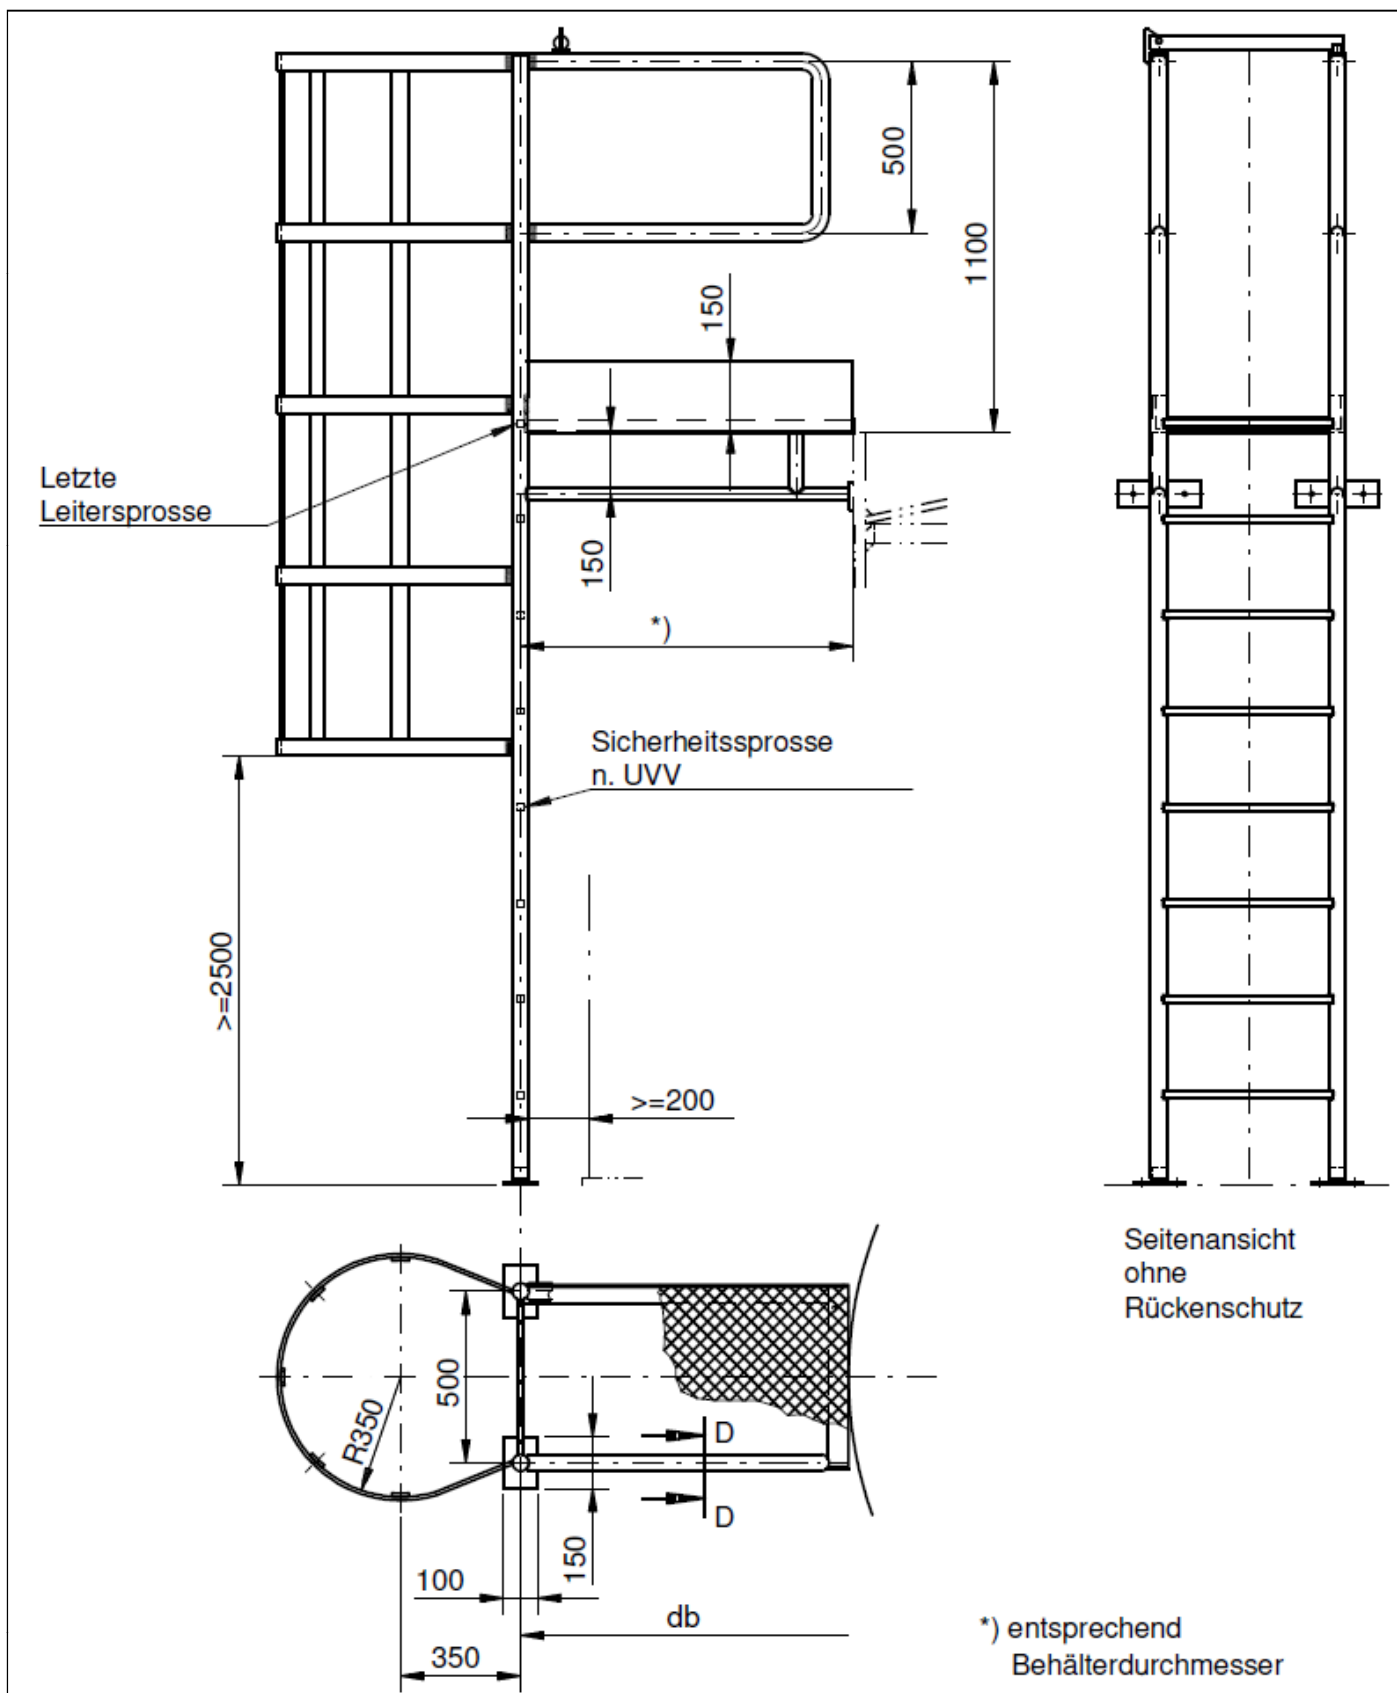 500
1100
150
Letzte
Leitersprosse
150
*)
Sicherheitssprosse
n. UVV
>=2500
>=200
Seitenansicht
ohne
Rückenschutz
500
R350
D
D
150
100
db
350
*) entsprechend
Behälterdurchmesser